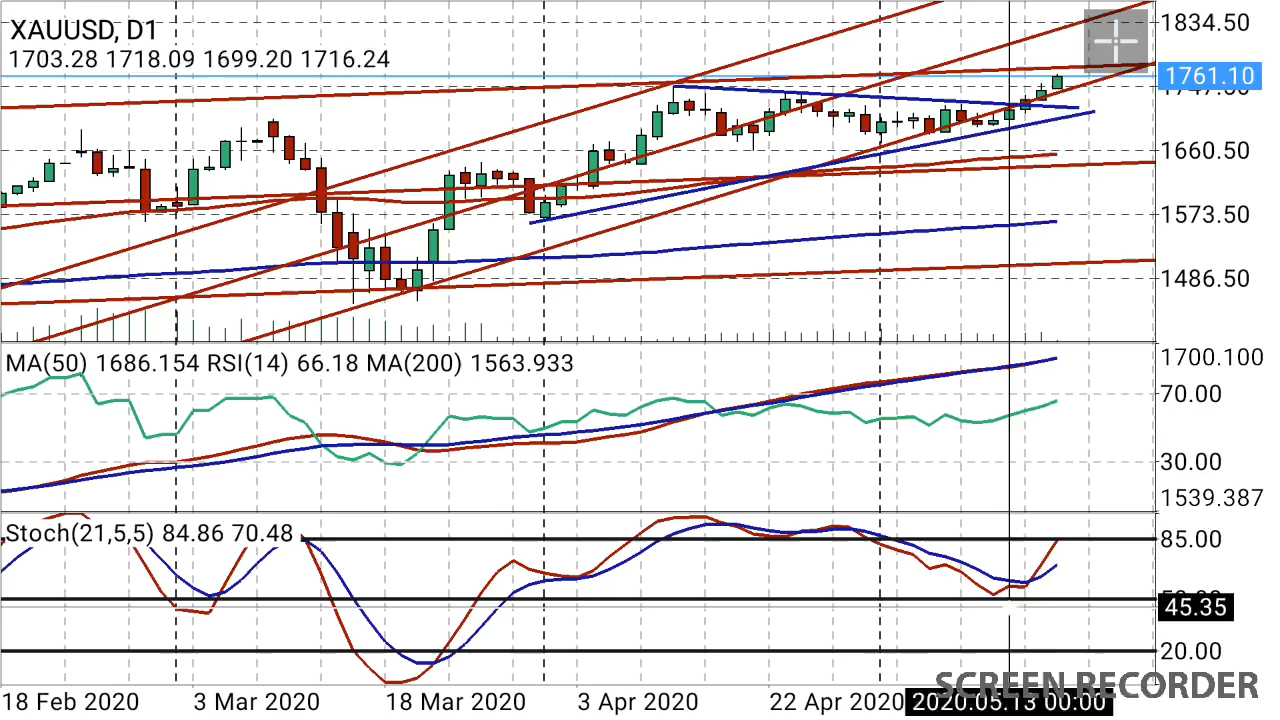 XAUUSD, D1
1703.28 1718.09 1699.20 1716.24
1834.50
1761.10
1660.50
1573.50
1486.50
MA(50) 1686.154 RSI(14) 66.18 MA(200) 1563.933
1700.100
70.00
30.00
1539.387
Stoch(21,5,5) 84.86 70.48
85.00
45.35
20.00
SCREEN RECORDER
18 Feb 2020 3 Mar 2020 18 Mar 2020 3 Apr 2020 22 Apr 2020 2020.05.13 00:00